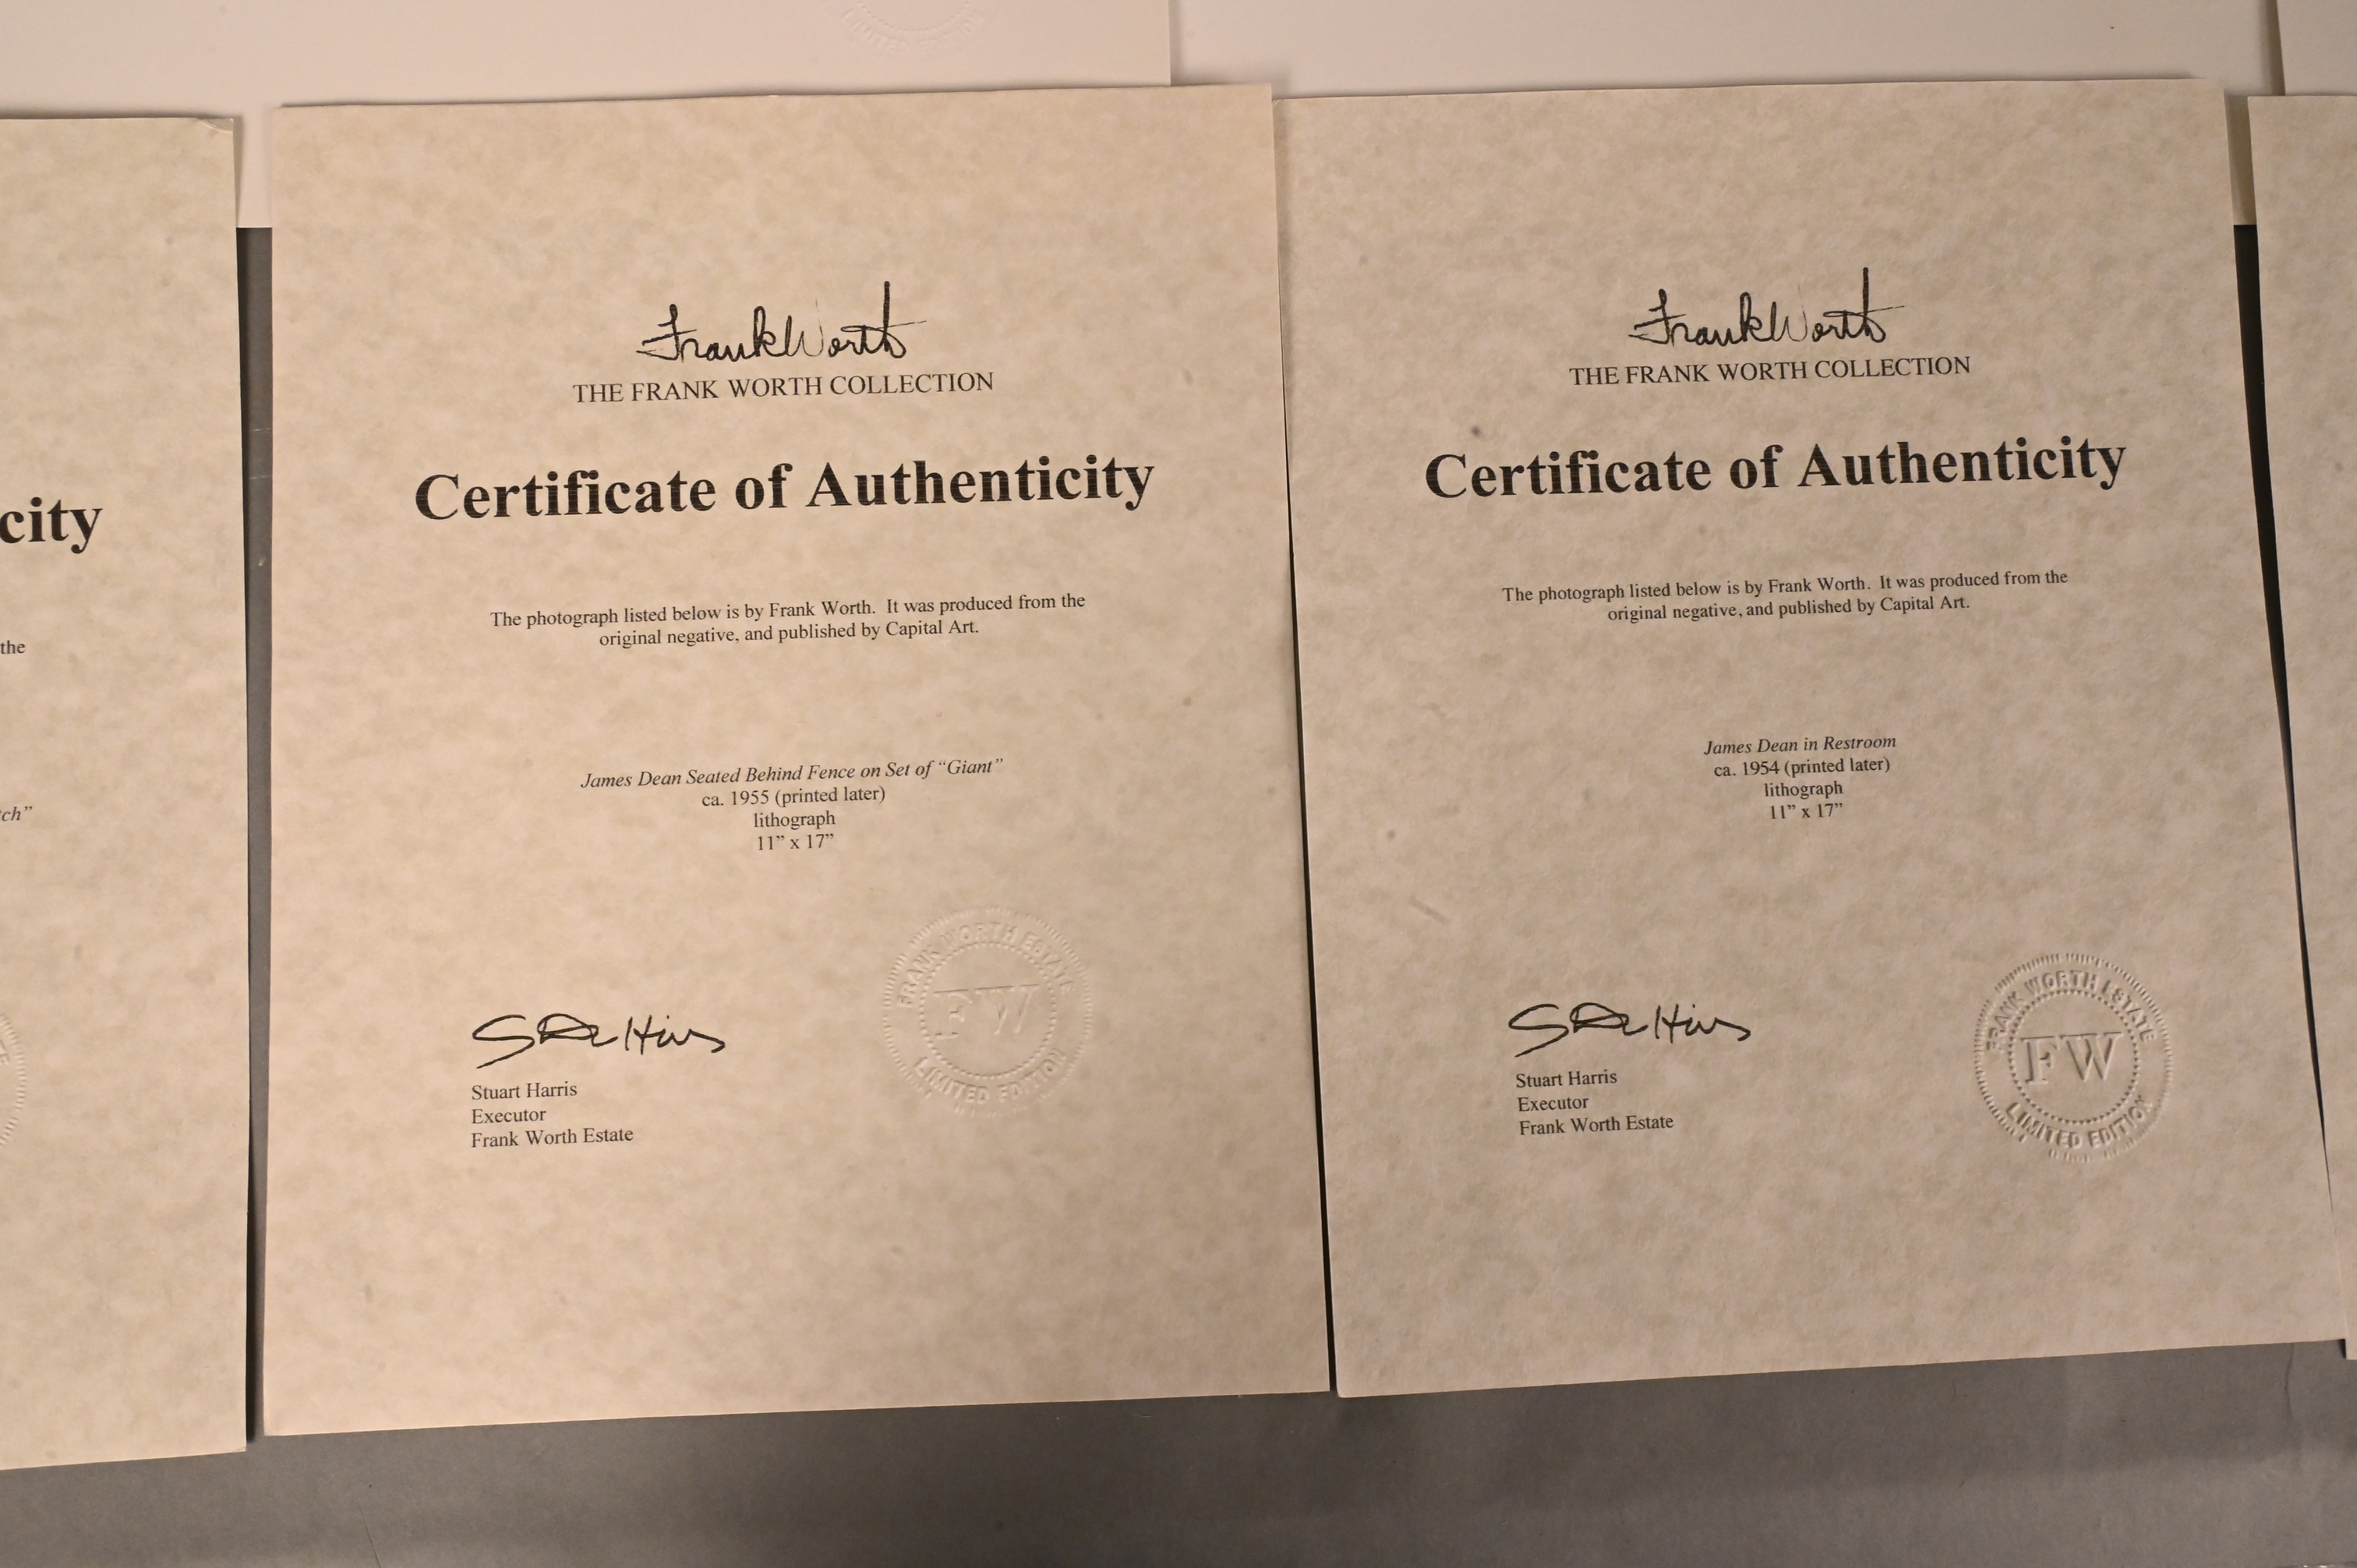 LIMITED EDITION
city
the
ch”
Frank Worth
THE FRANK WORTH COLLECTION
Certificate of Authenticity
The photograph listed below is by Frank Worth. It was produced from the
original negative, and published by Capital Art.
James Dean Seated Behind Fence on Set of “Giant”
ca. 1955 (printed later)
lithograph
11” x 17”
Stuart Harris
Executor
Frank Worth Estate
FRANK WORTH ESTATE
FW
LIMITED EDITION
Frank Worth
THE FRANK WORTH COLLECTION
Certificate of Authenticity
The photograph listed below is by Frank Worth. It was produced from the
original negative, and published by Capital Art.
James Dean in Restroom
ca. 1954 (printed later)
lithograph
11” x 17”
Stuart Harris
Executor
Frank Worth Estate
FRANK WORTH ESTATE
FW
LIMITED EDITION